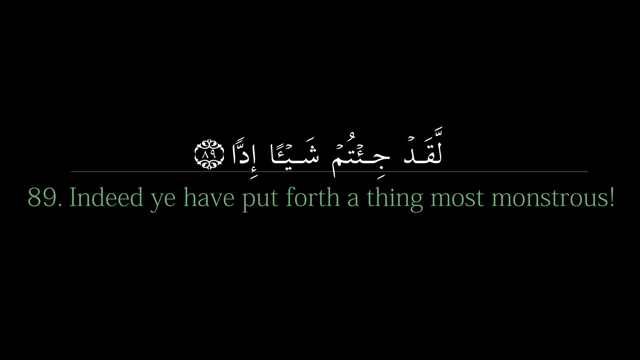 لَّقَدۡ جِئۡتُمۡ شَيۡـًٔا إِدّٗا ٨٩
89. Indeed ye have put forth a thing most monstrous!